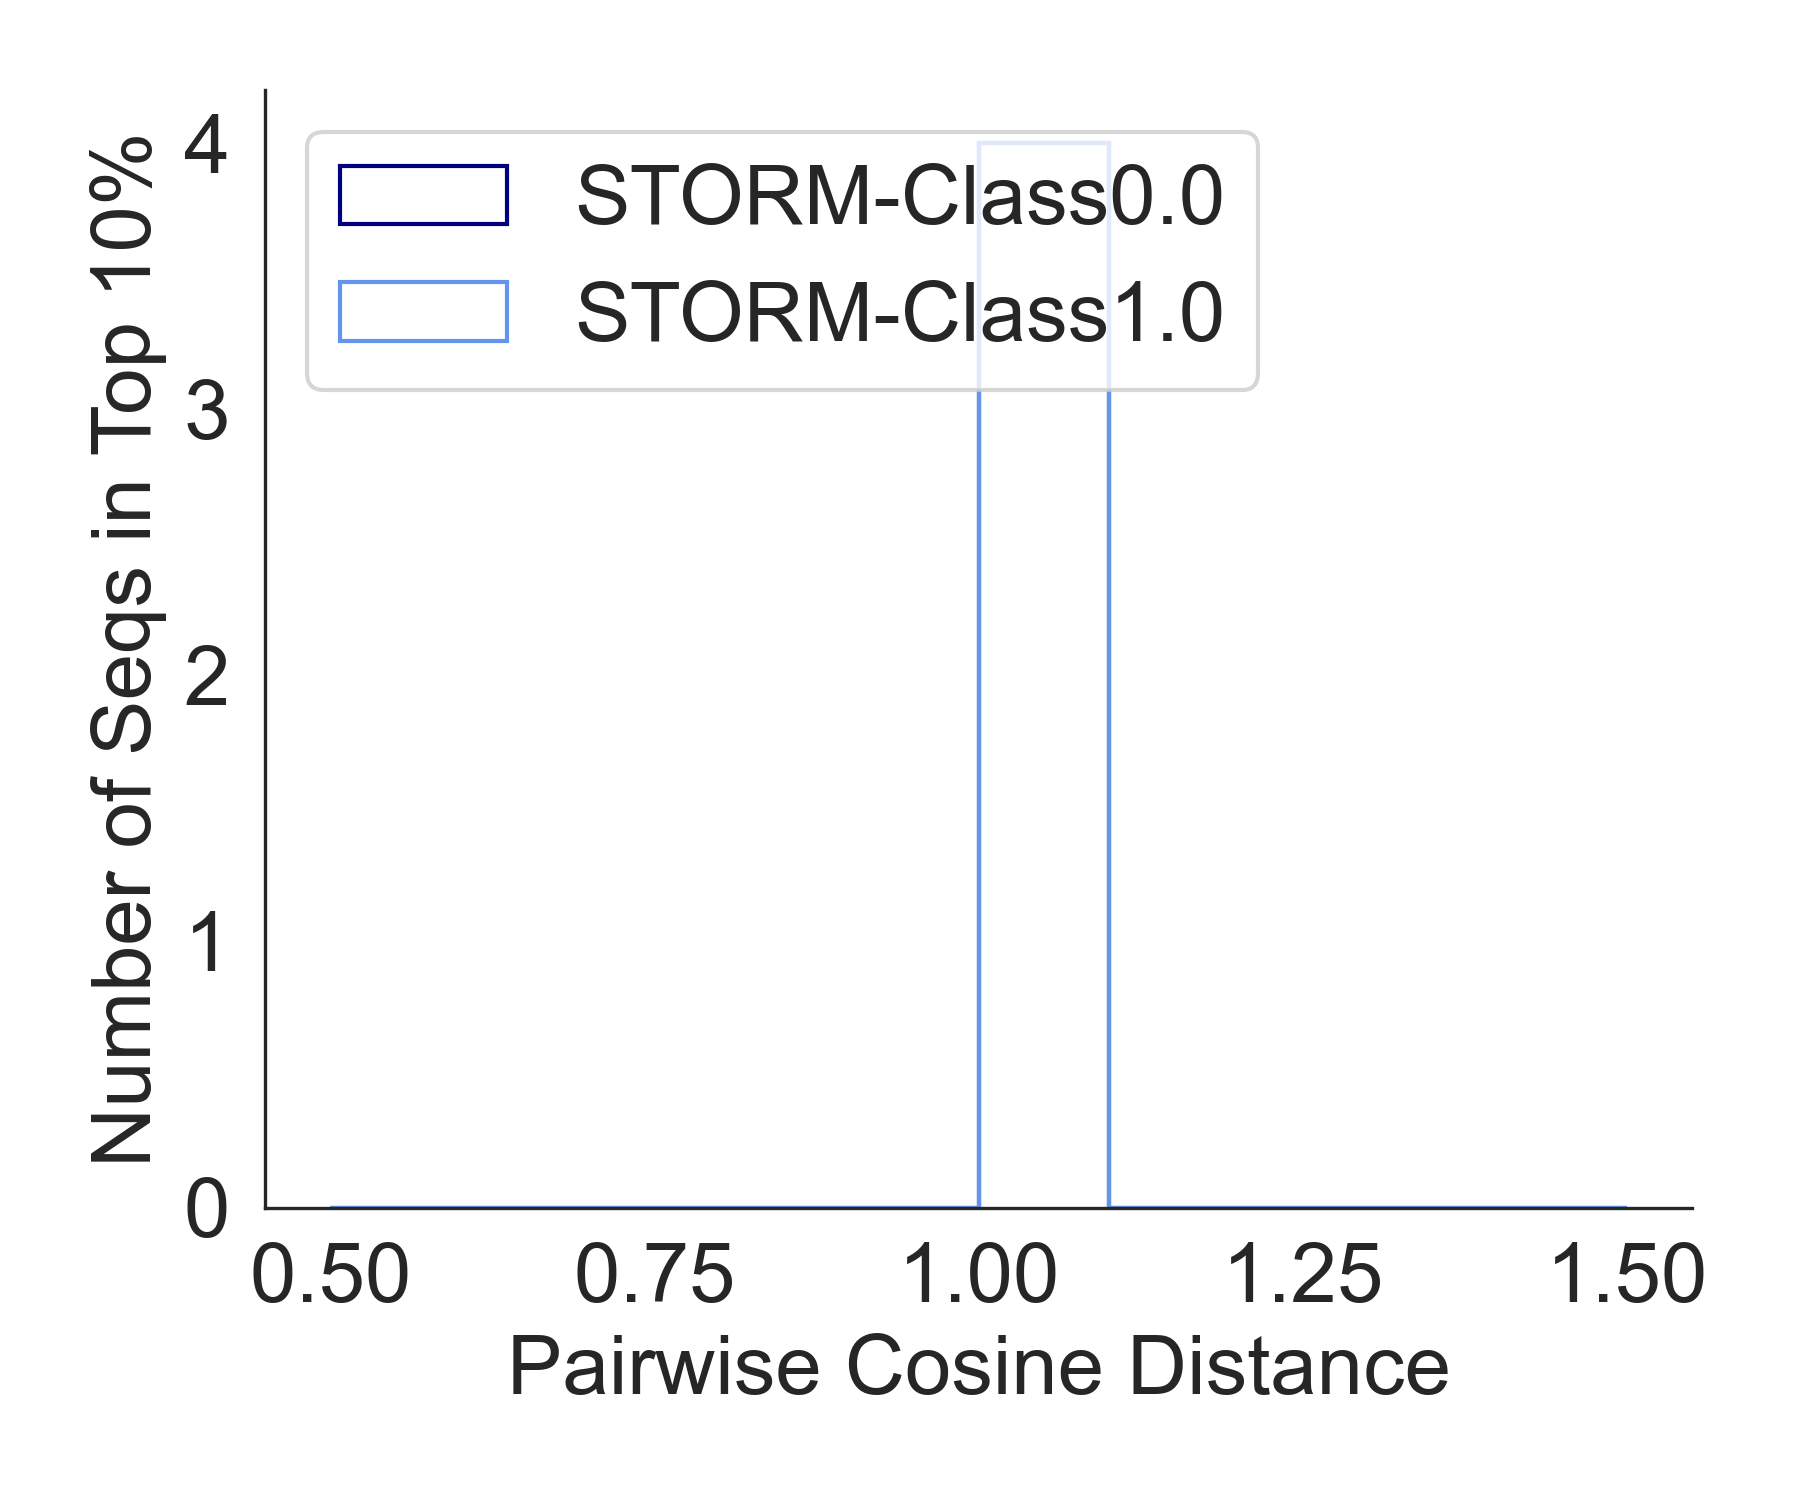 Number of Seqs in Top 10%
4
3
2
1
0
STORM-Class0.0
STORM-Class1.0
0.50 0.75 1.00 1.25 1.50
Pairwise Cosine Distance